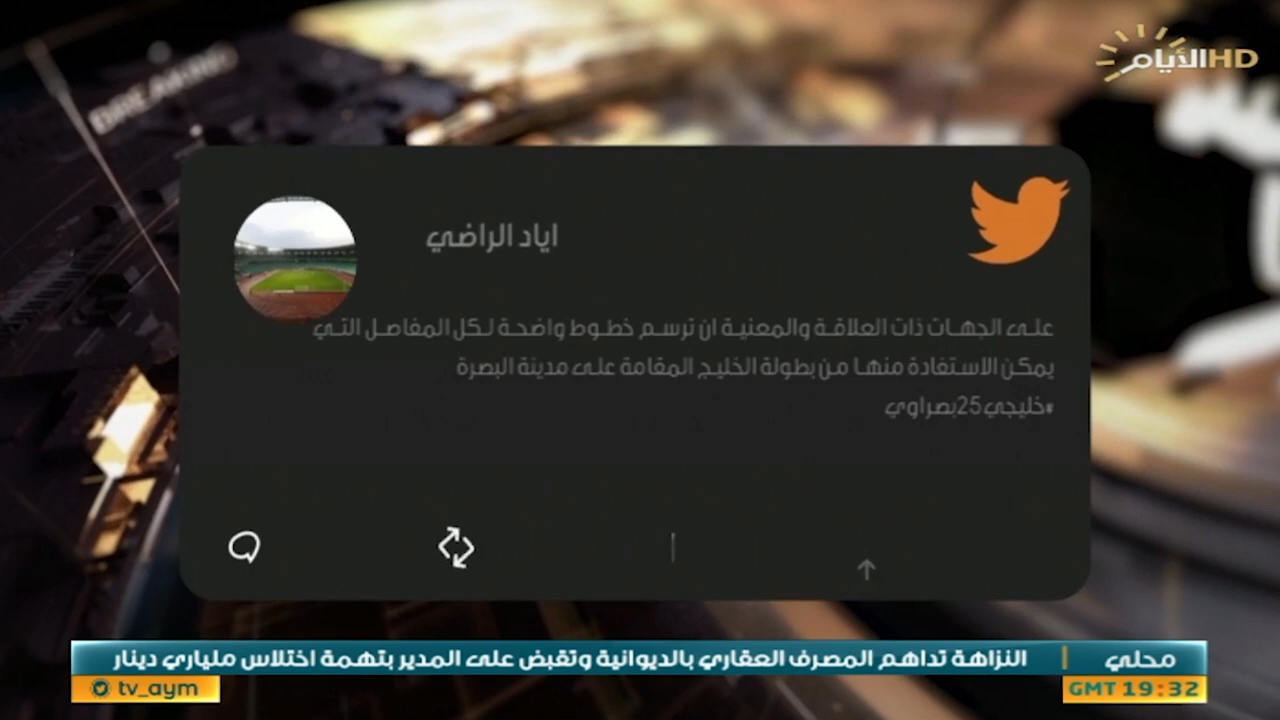 الأيام HD
BREAKING
اياد الراضي
على الجهات ذات العلاقة والمعنية ان ترسم خطوط واضحة لكل المفاصل التي
يمكن الاستفادة منها من بطولة الخليج المقامة على مدينة البصرة
#خليجي25بصراوي
محلي | النزاهة تداهم المصرف العقاري بالديوانية وتقبض على المدير بتهمة اختلاس ملياري دينار
tv_aym
GMT 19:32